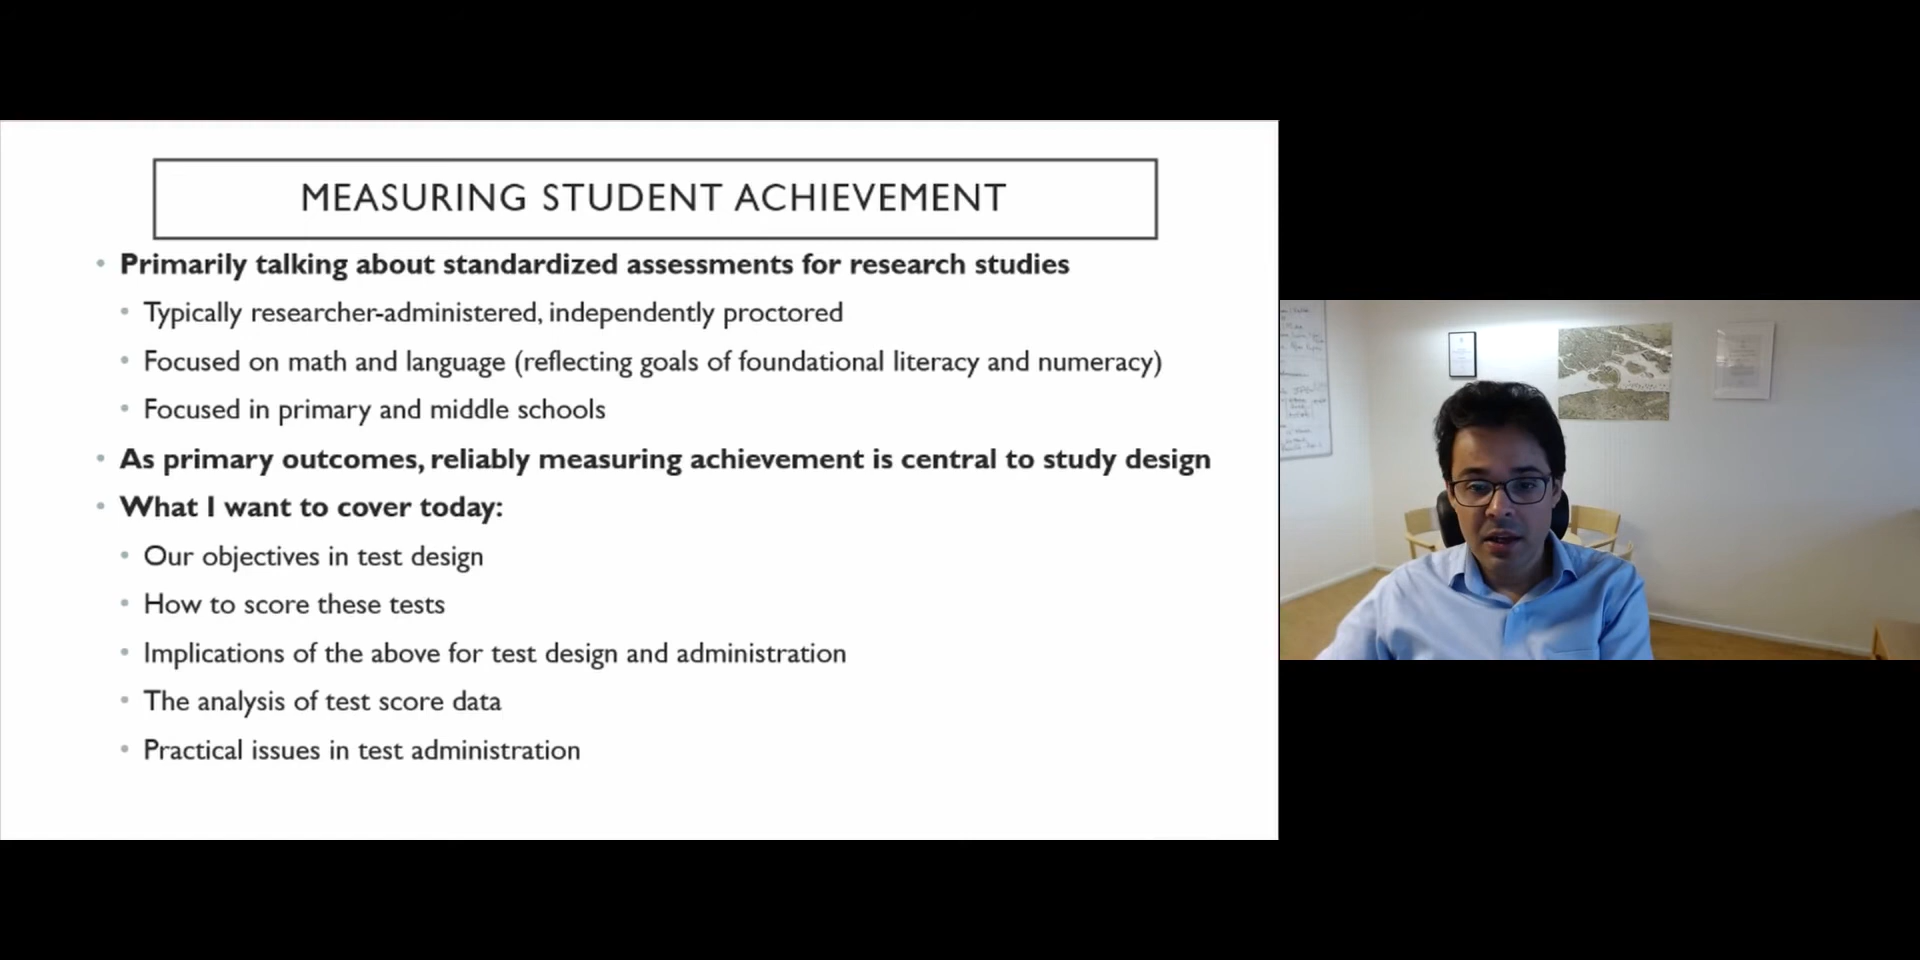 MEASURING STUDENT ACHIEVEMENT
• Primarily talking about standardized assessments for research studies
• Typically researcher-administered, independently proctored
• Focused on math and language (reflecting goals of foundational literacy and numeracy)
• Focused in primary and middle schools
• As primary outcomes, reliably measuring achievement is central to study design
• What I want to cover today:
• Our objectives in test design
• How to score these tests
• Implications of the above for test design and administration
• The analysis of test score data
• Practical issues in test administration